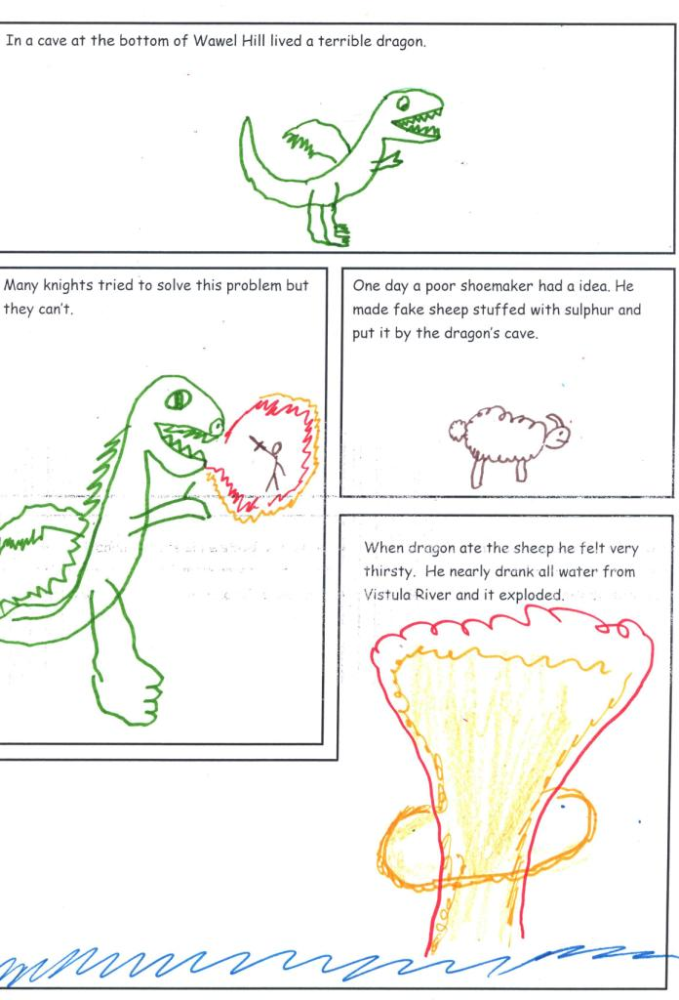 In a cave at the bottom of Wawel Hill lived a terrible dragon.
Many knights tried to solve this problem but
they can't.
One day a poor shoemaker had a idea. He
made fake sheep stuffed with sulphur and
put it by the dragon's cave.
When dragon ate the sheep he felt very
thirsty. He nearly drank all water from
Vistula River and it exploded.